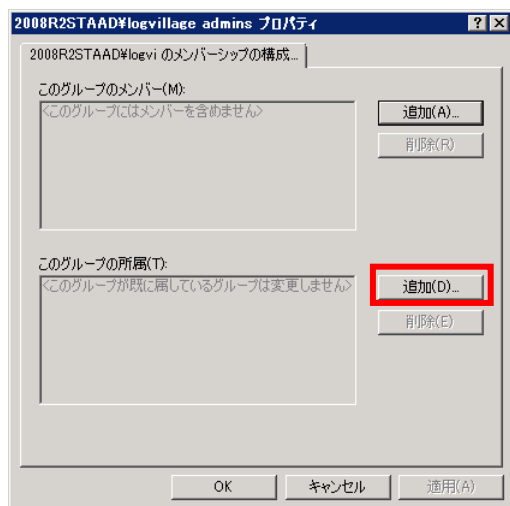 2008R2STAAD¥logvillage admins プロパティ
2008R2STAAD¥logvi のメンバーシップの構成...
このグループのメンバー(M):
<このグループにはメンバーを含めません>
追加(A)...
削除(R)
このグループの所属(T):
<このグループが既に属しているグループは変更しません>
追加(D)...
削除(E)
OK
キャンセル
適用(A)